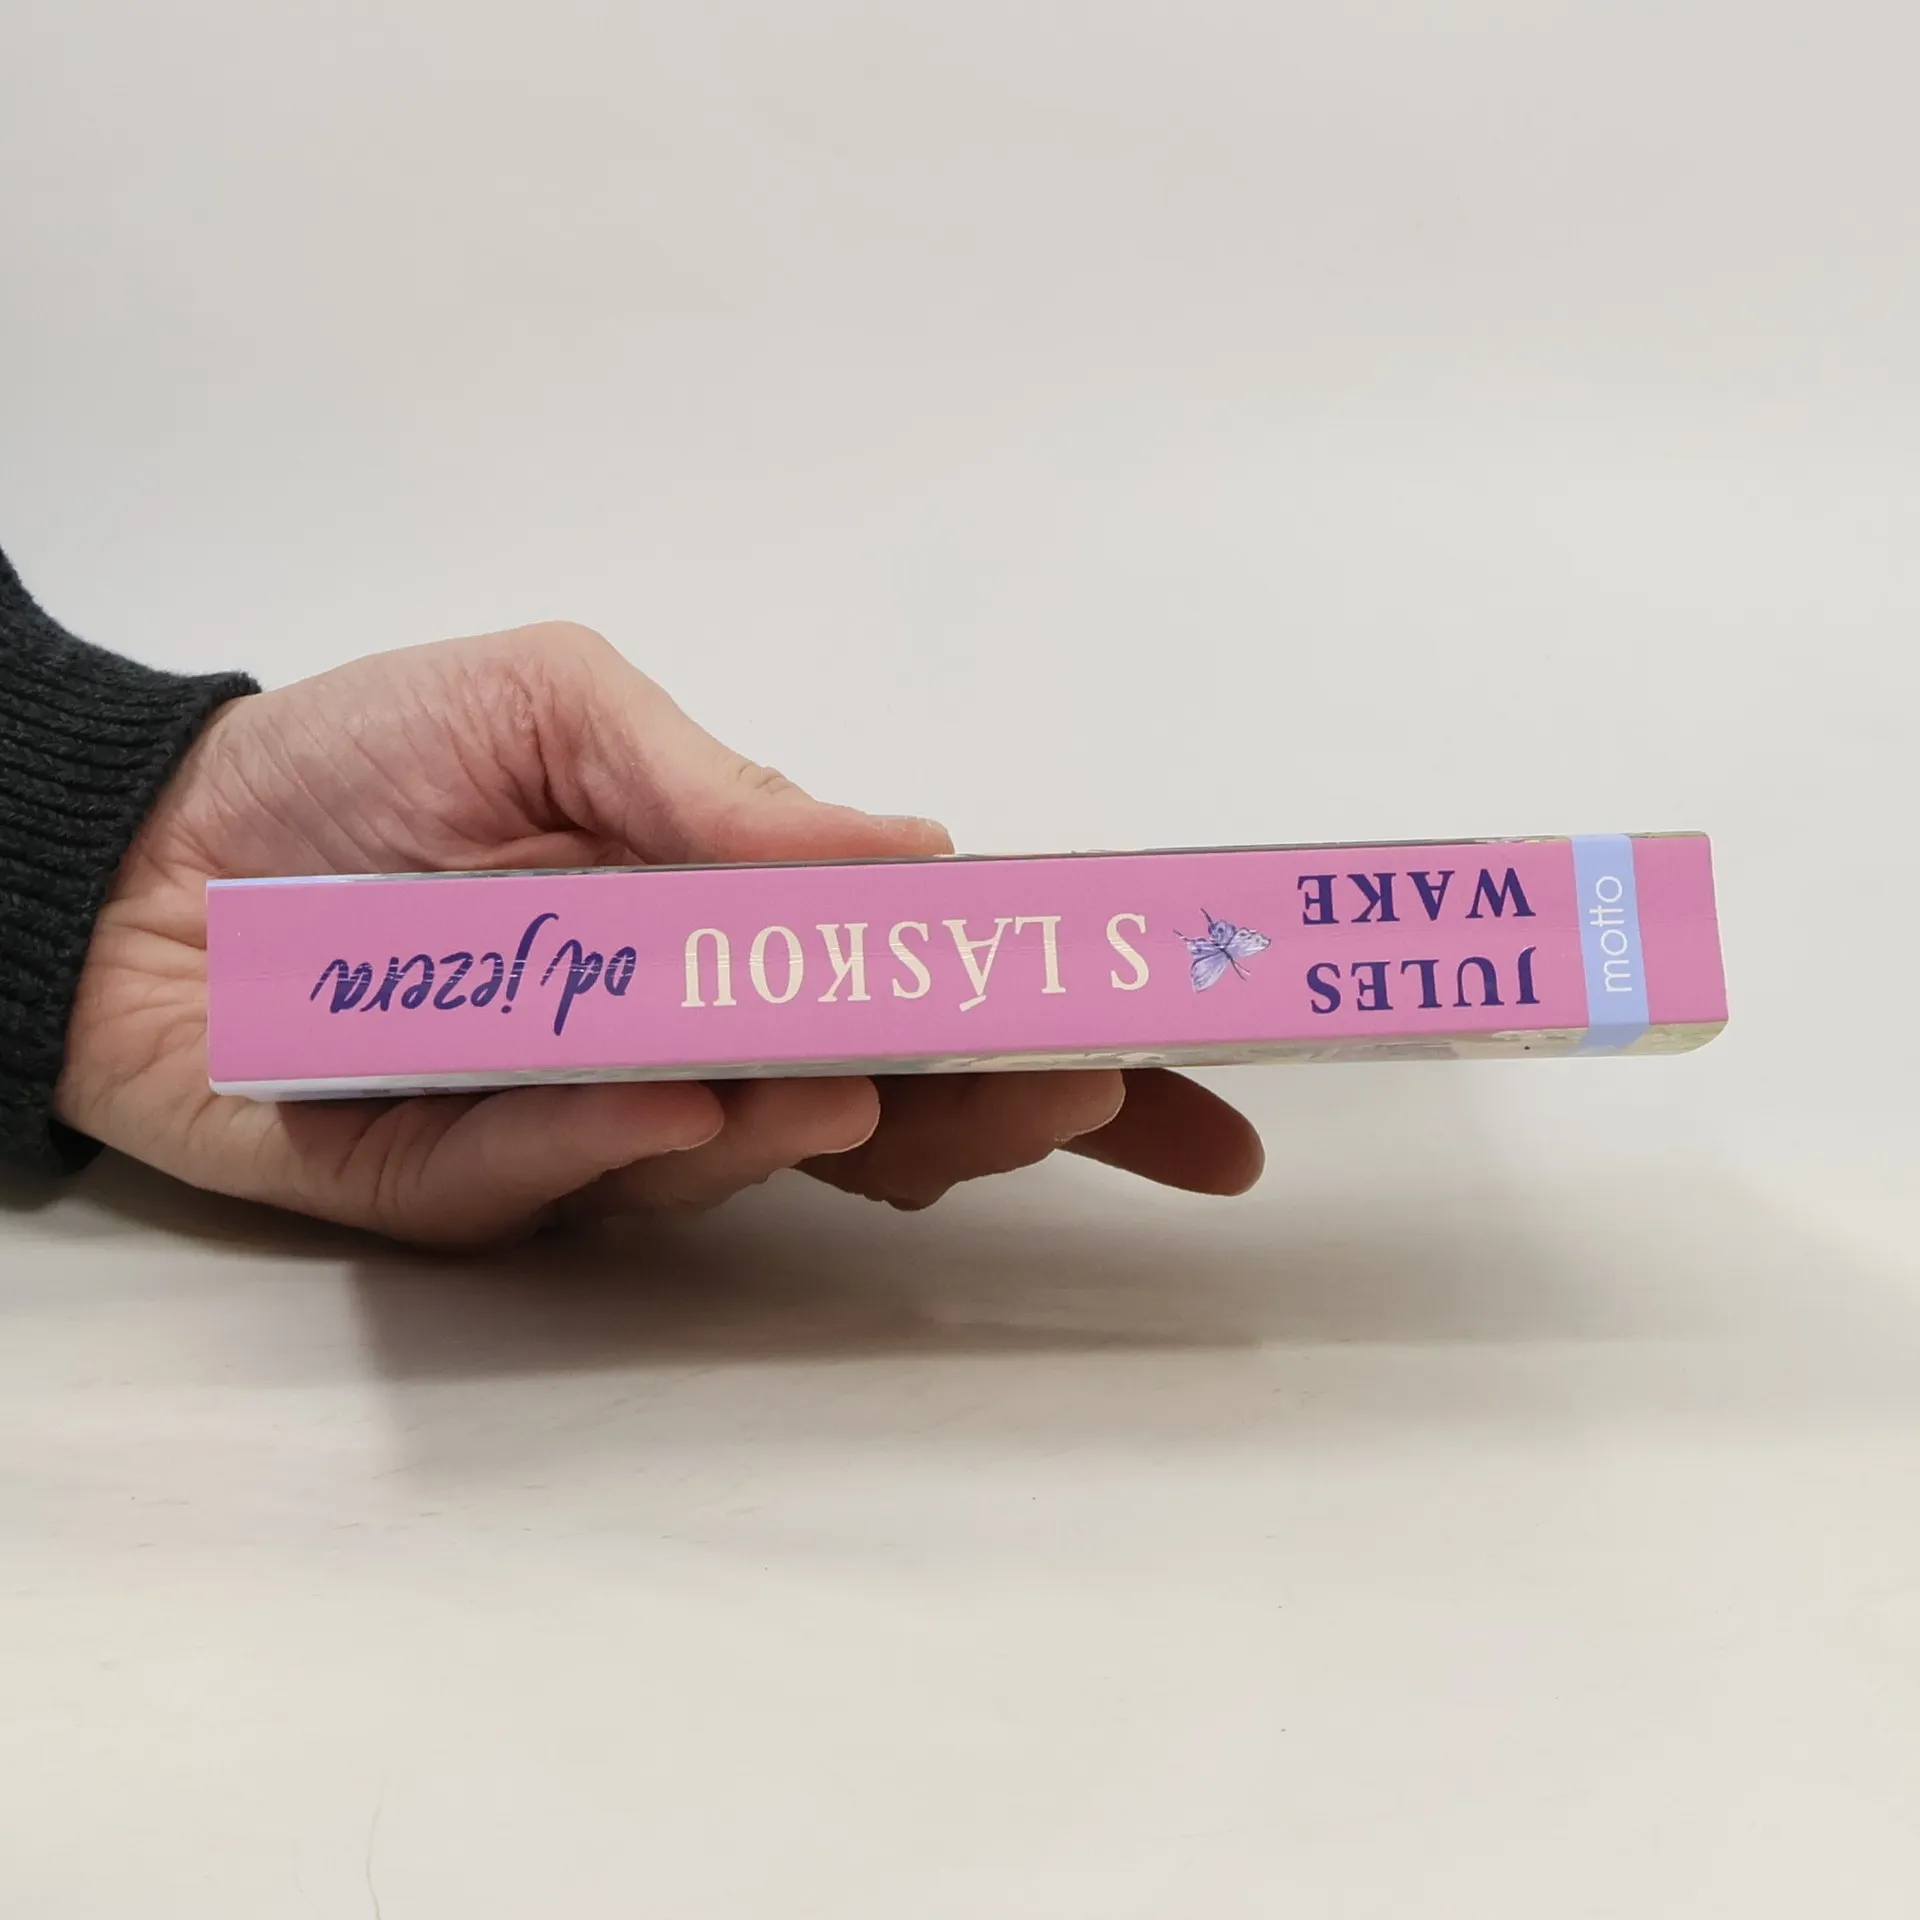 JULES
WAKE
S LÁSKOU od jezera
motto